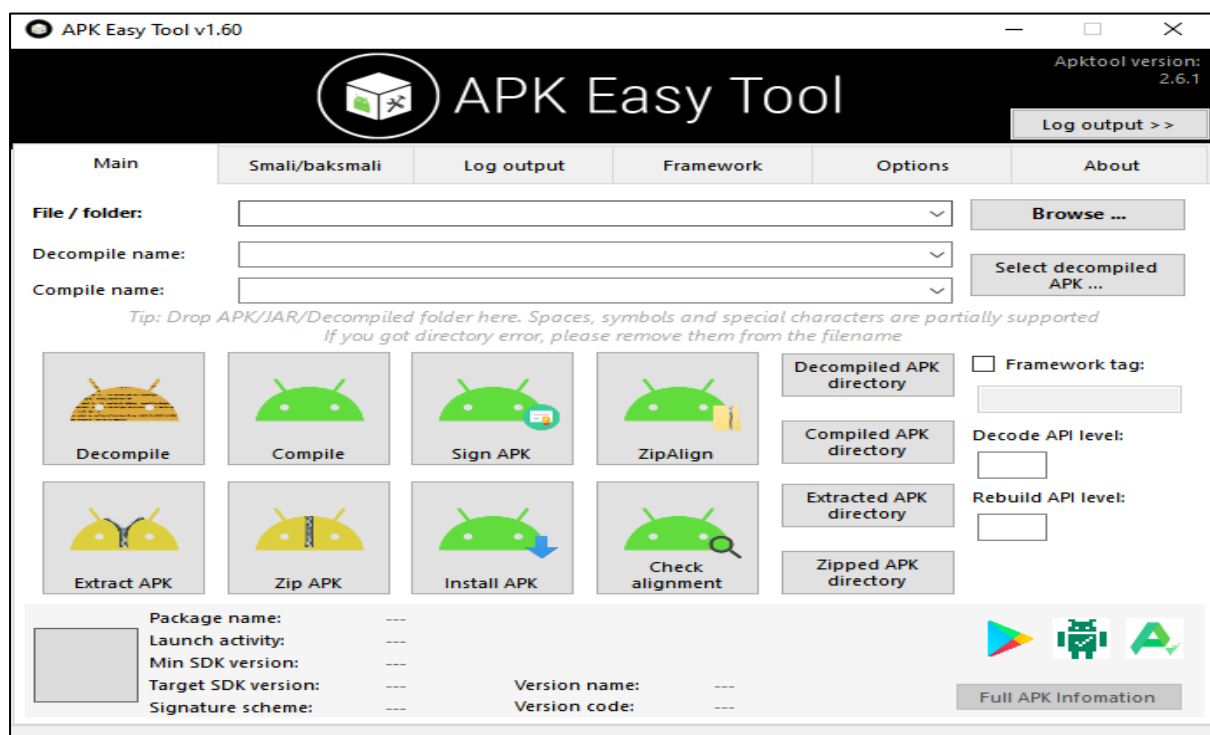 APK Easy Tool v1.60
APK Easy Tool
Apktool version:
2.6.1
Log output >>
Main
Smali/baksmali
Log output
Framework
Options
About
File / folder:
Browse ...
Decompile name:
Select decompiled
APK ...
Compile name:
Tip: Drop APK/JAR/Decompiled folder here. Spaces, symbols and special characters are partially supported
If you got directory error, please remove them from the filename
Decompile
Compile
Sign APK
ZipAlign
Decompiled APK
directory
Framework tag:
Compiled APK
directory
Decode API level:
Extract APK
Zip APK
Install APK
Check
alignment
Extracted APK
directory
Rebuild API level:
Zipped APK
directory
Package name: ---
Launch activity: ---
Min SDK version: ---
Target SDK version: --- Version name: ---
Signature scheme: --- Version code: ---
Full APK Infomation